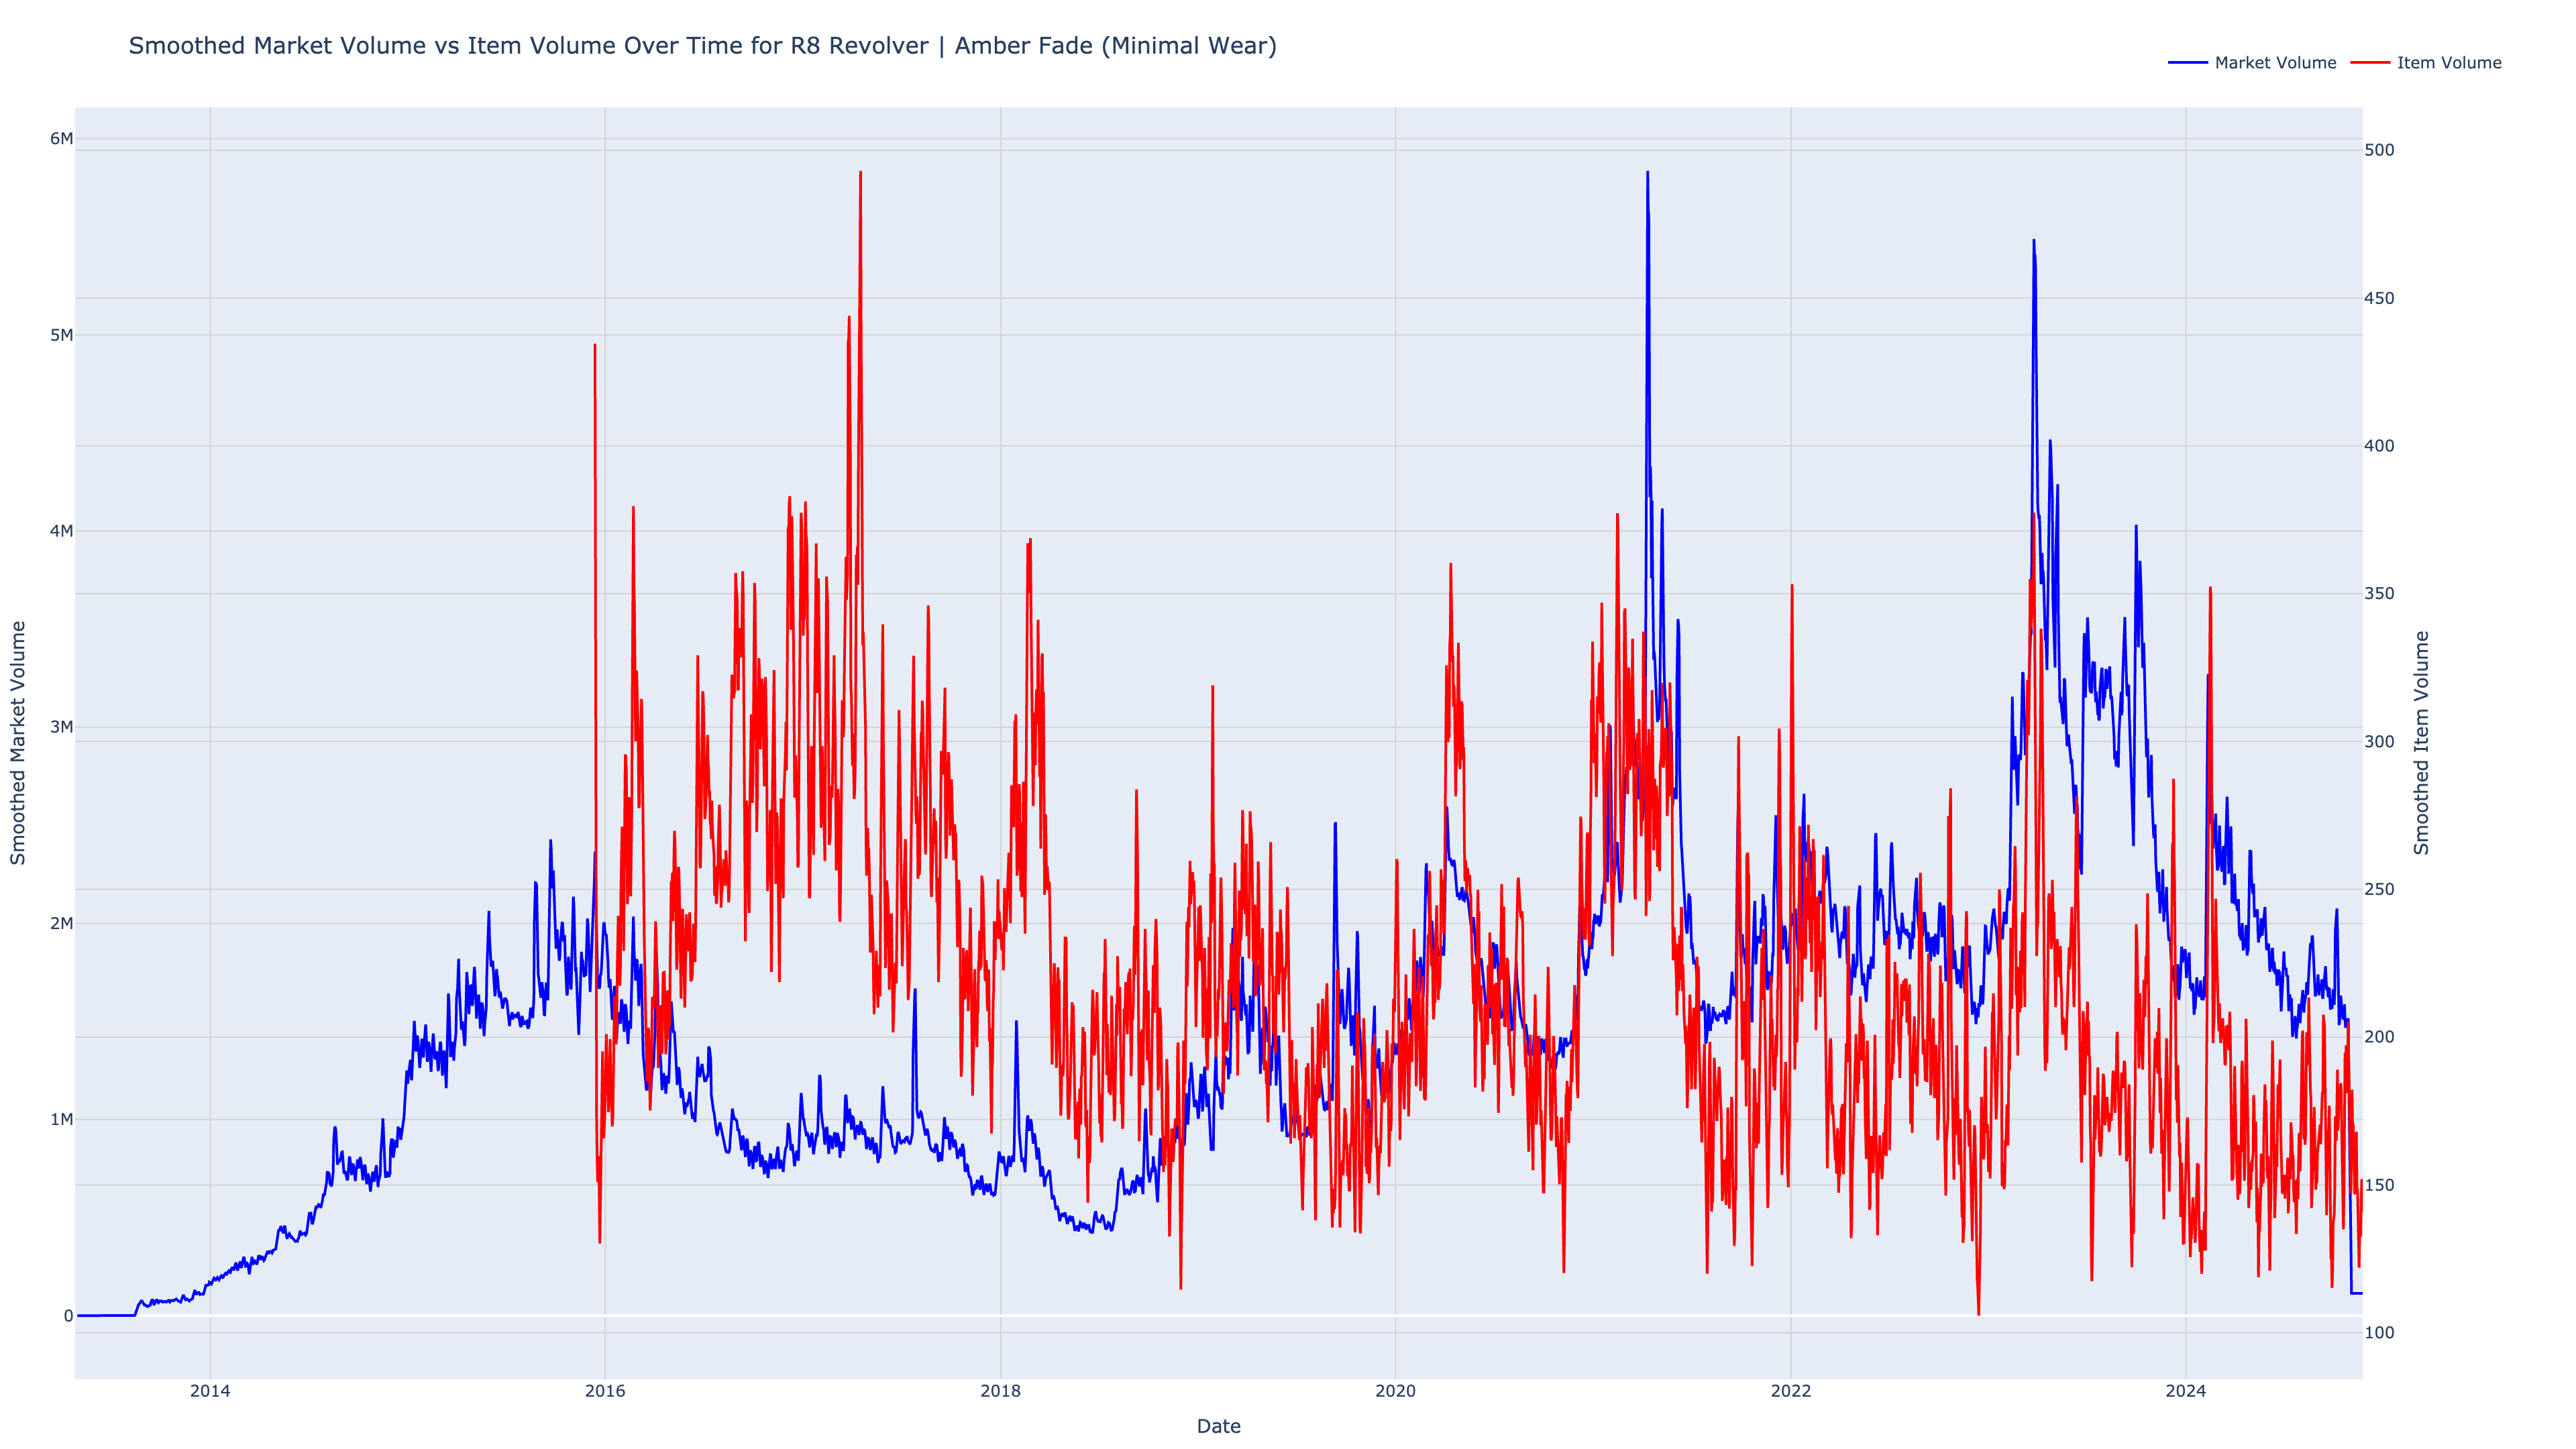 Smoothed Market Volume vs Item Volume Over Time for R8 Revolver | Amber Fade (Minimal Wear)
Market Volume
Item Volume
6M
5M
4M
3M
2M
1M
0
Smoothed Market Volume
500
450
400
350
300
250
200
150
100
Smoothed Item Volume
2014
2016
2018
2020
2022
2024
Date